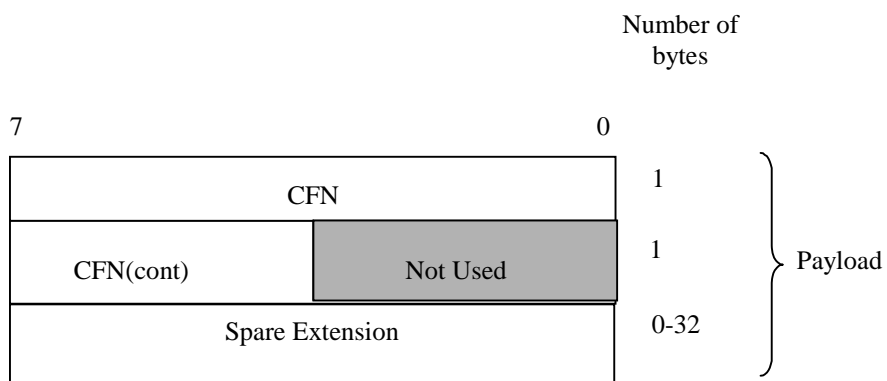 Number of
bytes
7 0
CFN 1
CFN(cont) Not Used 1
Payload
Spare Extension 0-32